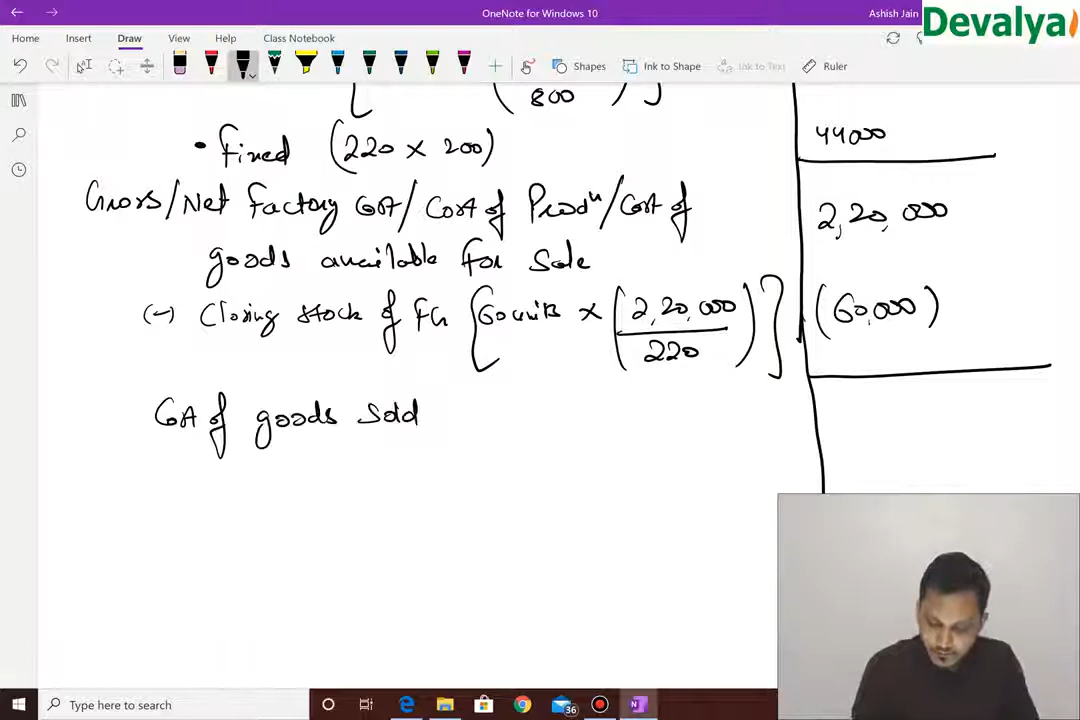 OneNote for Windows 10
Ashish Jain
Devalya
Home Insert Draw View Help Class Notebook
Shapes Ink to Shape Ink to Text Ruler
800
• Fixed (220 × 200)
44000
Gross/Net Factory Cost/Cost of Produⁿ/Cost of
2,20,000
goods available for Sale
(-) Closing stock of FG [60 units × (2,20,000
220)]
(60,000)
Cost of goods Sold
Type here to search
36